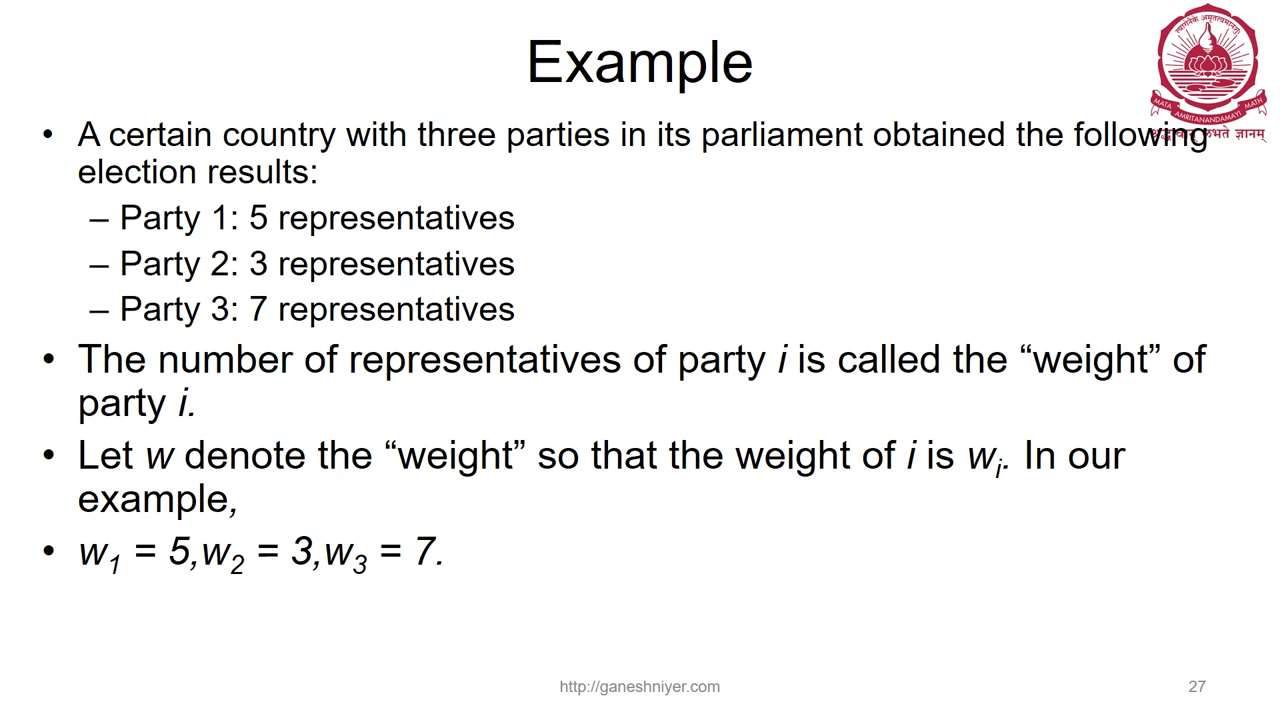 Example
• A certain country with three parties in its parliament obtained the following
election results:
– Party 1: 5 representatives
– Party 2: 3 representatives
– Party 3: 7 representatives
• The number of representatives of party i is called the “weight” of
party i.
• Let w denote the “weight” so that the weight of i is wi. In our
example,
• w1 = 5,w2 = 3,w3 = 7.
MATA AMRITANANDAMAYI MATH
http://ganeshniyer.com
27